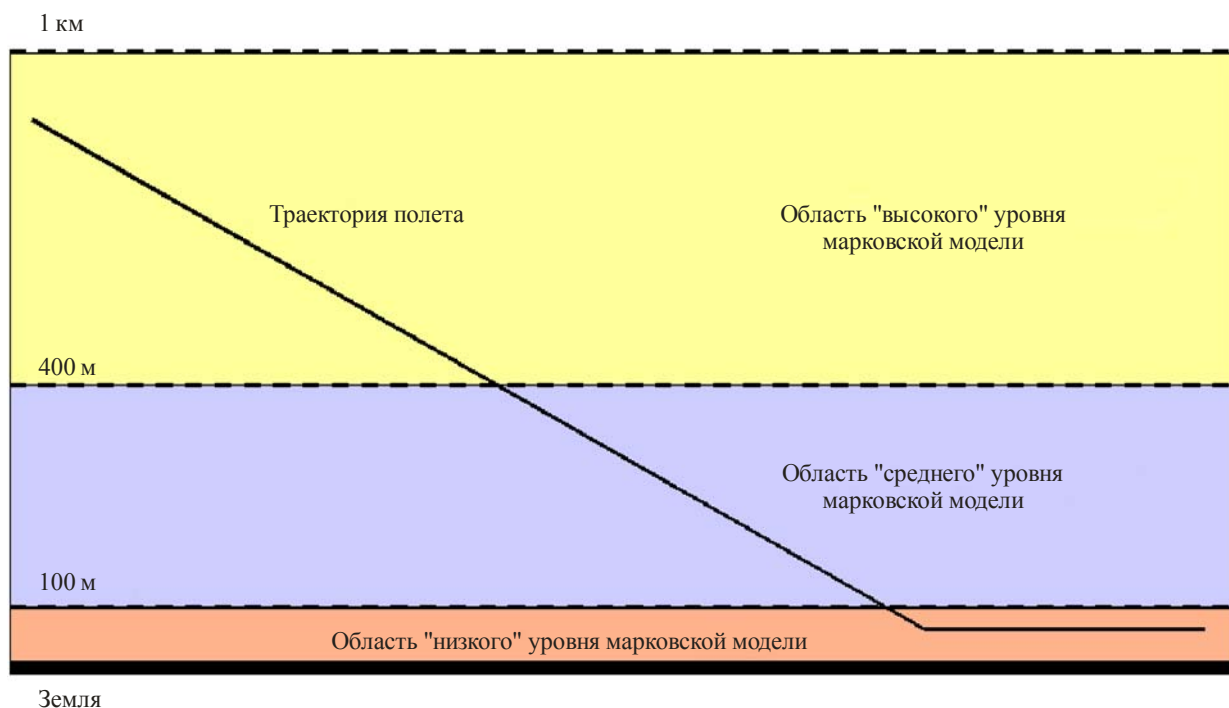 1 км
Траектория полета
Область "высокого" уровня
марковской модели
400 м
Область "среднего" уровня
марковской модели
100 м
Область "низкого" уровня марковской модели
Земля